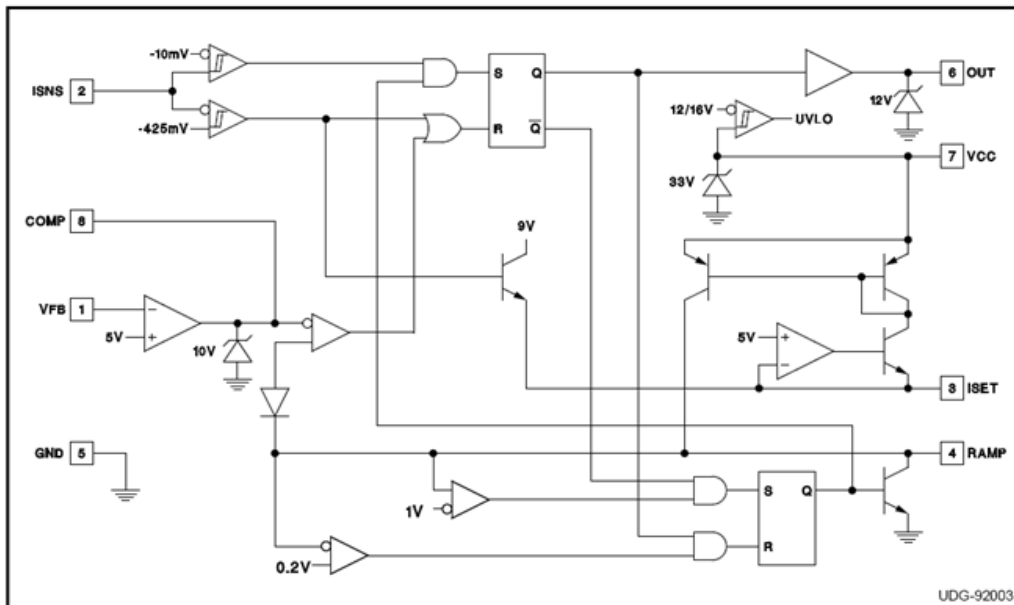 -10mV
ISNS 2
-425mV
S Q
R Q
6 OUT
12V
12/16V
UVLO
7 VCC
33V
COMP 8
9V
VFB 1
5V
10V
5V
3 ISET
GND 5
4 RAMP
1V
S Q
R
0.2V
UDG-92003